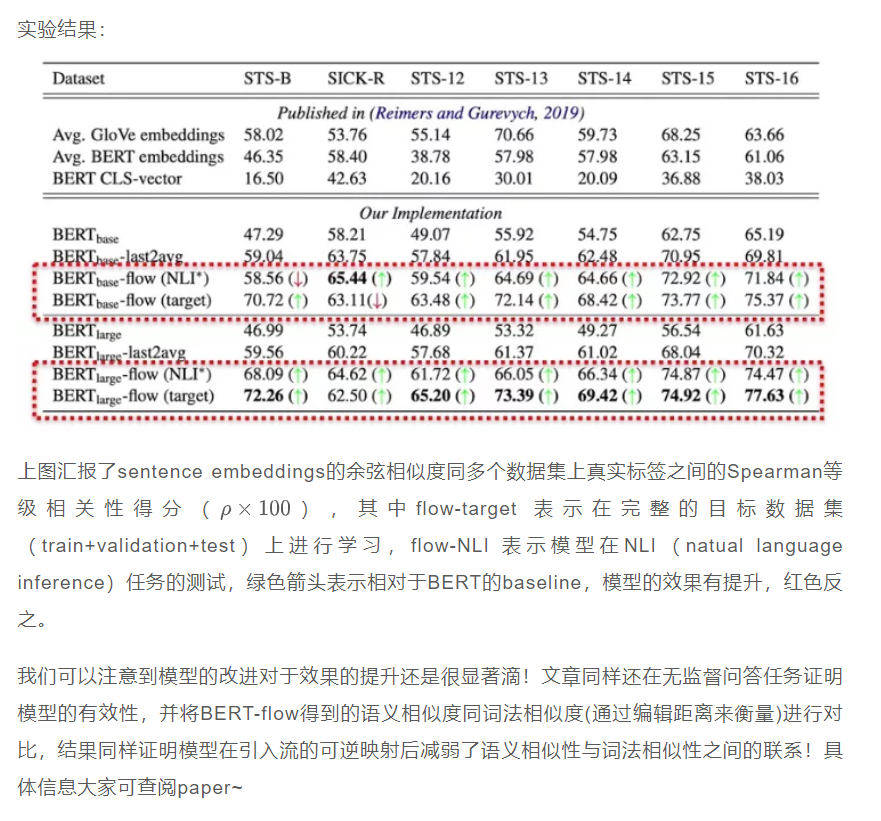 实验结果：
Dataset STS-B SICK-R STS-12 STS-13 STS-14 STS-15 STS-16
Published in (Reimers and Gurevych, 2019)
Avg. GloVe embeddings 58.02 53.76 55.14 70.66 59.73 68.25 63.66
Avg. BERT embeddings 46.35 58.40 38.78 57.98 57.98 63.15 61.06
BERT CLS-vector 16.50 42.63 20.16 30.01 20.09 36.88 38.03
Our Implementation
BERTbase 47.29 58.21 49.07 55.92 54.75 62.75 65.19
BERTbase-last2avg 59.04 63.75 57.84 61.95 62.48 70.95 69.81
BERTbase-flow (NLI*) 58.56 (↓) 65.44 (↑) 59.54 (↑) 64.69 (↑) 64.66 (↑) 72.92 (↑) 71.84 (↑)
BERTbase-flow (target) 70.72 (↑) 63.11(↓) 63.48 (↑) 72.14 (↑) 68.42 (↑) 73.77 (↑) 75.37 (↑)
BERTlarge 46.99 53.74 46.89 53.32 49.27 56.54 61.63
BERTlarge-last2avg 59.56 60.22 57.68 61.37 61.02 68.04 70.32
BERTlarge-flow (NLI*) 68.09 (↑) 64.62 (↑) 61.72 (↑) 66.05 (↑) 66.34 (↑) 74.87 (↑) 74.47 (↑)
BERTlarge-flow (target) 72.26 (↑) 62.50 (↑) 65.20 (↑) 73.39 (↑) 69.42 (↑) 74.92 (↑) 77.63 (↑)
上图汇报了sentence embeddings的余弦相似度同多个数据集上真实标签之间的Spearman等
级相关性得分（ρ × 100），其中flow-target 表示在完整的目标数据集
（train+validation+test）上进行学习，flow-NLI 表示模型在NLI（natual language
inference）任务的测试，绿色箭头表示相对于BERT的baseline，模型的效果有提升，红色反
之。
我们可以注意到模型的改进对于效果的提升还是很显著滴！文章同样还在无监督问答任务证明
模型的有效性，并将BERT-flow得到的语义相似度同词法相似度(通过编辑距离来衡量)进行对
比，结果同样证明模型在引入流的可逆映射后减弱了语义相似性与词法相似性之间的联系！具
体信息大家可查阅paper~